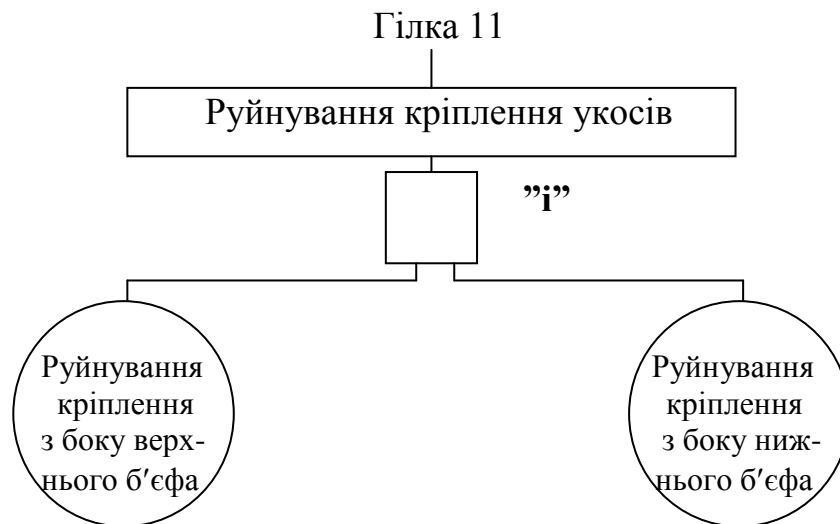 Гілка 11
Руйнування кріплення укосів
”і”
Руйнування
кріплення
з боку верх-
нього б′єфа
Руйнування
кріплення
з боку ниж-
нього б′єфа